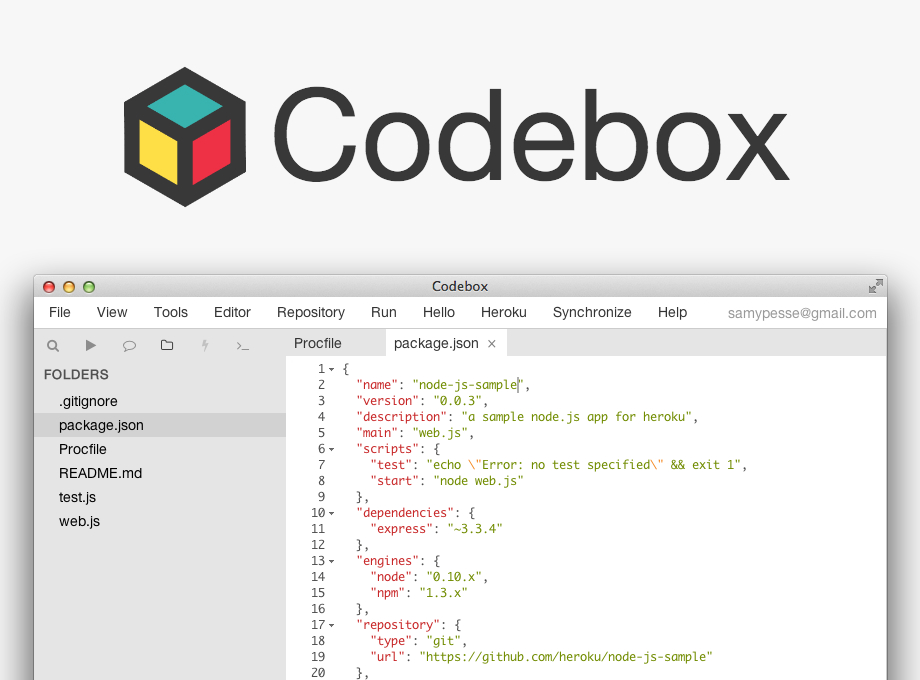 Codebox
Codebox
File View Tools Editor Repository Run Hello Heroku Synchronize Help samypesse@gmail.com
Procfile package.json ×
FOLDERS
.gitignore
package.json
Procfile
README.md
test.js
web.js
1 {
2   "name": "node-js-sample",
3   "version": "0.0.3",
4   "description": "a sample node.js app for heroku",
5   "main": "web.js",
6   "scripts": {
7     "test": "echo \"Error: no test specified\" && exit 1",
8     "start": "node web.js"
9   },
10   "dependencies": {
11     "express": "~3.3.4"
12   },
13   "engines": {
14     "node": "0.10.x",
15     "npm": "1.3.x"
16   },
17   "repository": {
18     "type": "git",
19     "url": "https://github.com/heroku/node-js-sample"
20   },